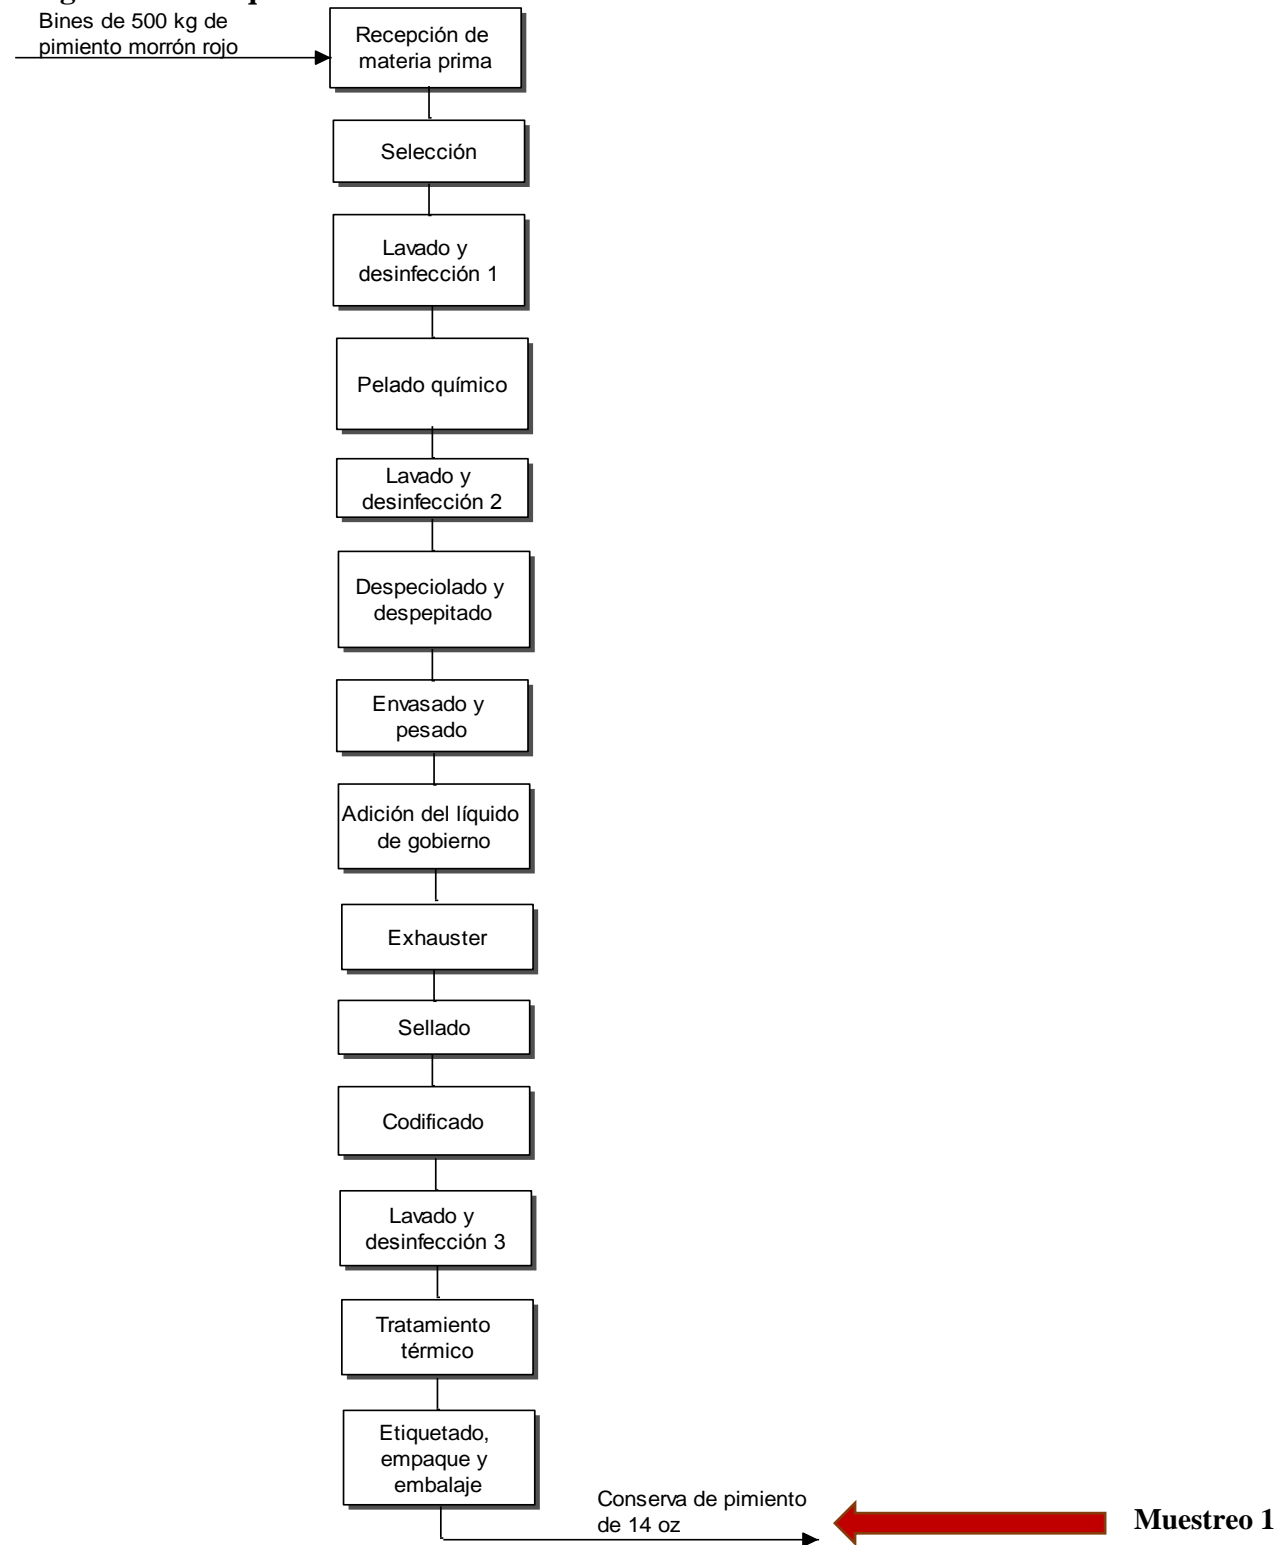 Bines de 500 kg de
pimiento morrón rojo
Recepción de
materia prima
Selección
Lavado y
desinfección 1
Pelado químico
Lavado y
desinfección 2
Despeciolado y
despepitado
Envasado y
pesado
Adición del líquido
de gobierno
Exhauster
Sellado
Codificado
Lavado y
desinfección 3
Tratamiento
térmico
Etiquetado,
empaque y
embalaje
Conserva de pimiento
de 14 oz
Muestreo 1